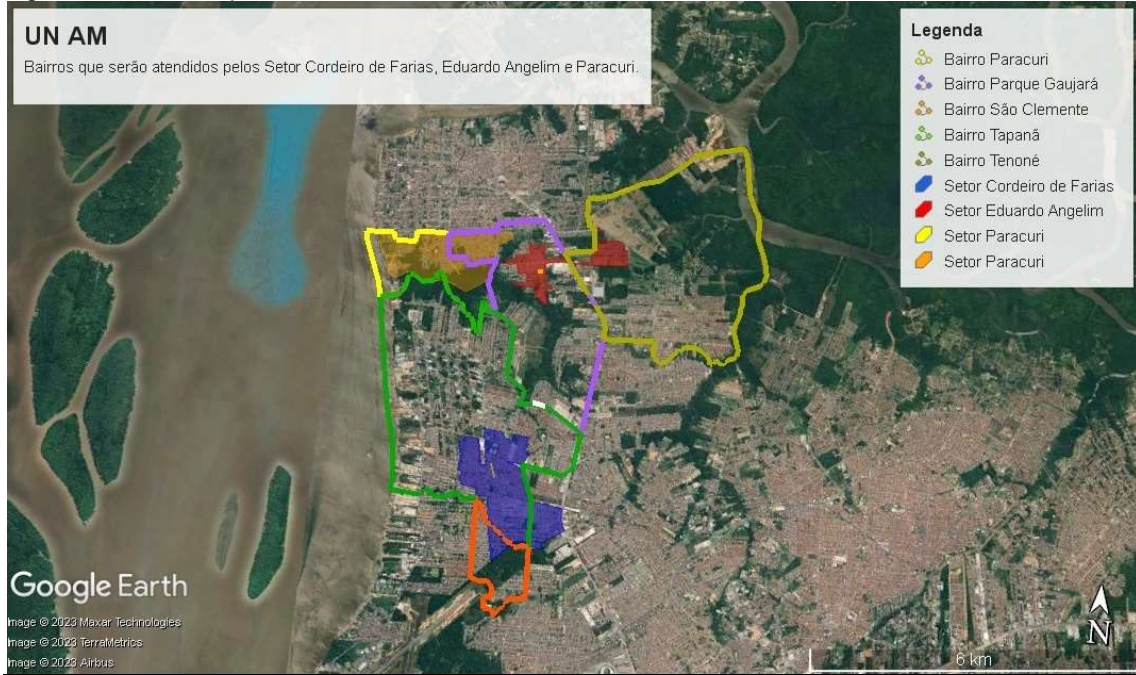 UN AM
Bairros que serão atendidos pelos Setor Cordeiro de Farias, Eduardo Angelim e Paracuri.
Legenda
Bairro Paracuri
Bairro Parque Gaujará
Bairro São Clemente
Bairro Tapanã
Bairro Tenoné
Setor Cordeiro de Farias
Setor Eduardo Angelim
Setor Paracuri
Setor Paracuri
Google Earth
Image © 2023 Maxar Technologies
Image © 2023 TerraMetrics
Image © 2023 Airbus
N
6 km